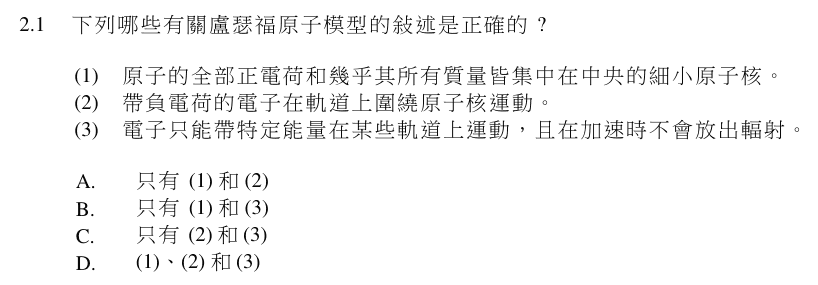 2.1 下列哪些有關盧瑟福原子模型的敍述是正確的？
(1) 原子的全部正電荷和幾乎其所有質量皆集中在中央的細小原子核。
(2) 帶負電荷的電子在軌道上圍繞原子核運動。
(3) 電子只能帶特定能量在某些軌道上運動，且在加速時不會放出輻射。
A. 只有 (1) 和 (2)
B. 只有 (1) 和 (3)
C. 只有 (2) 和 (3)
D. (1)、(2) 和 (3)